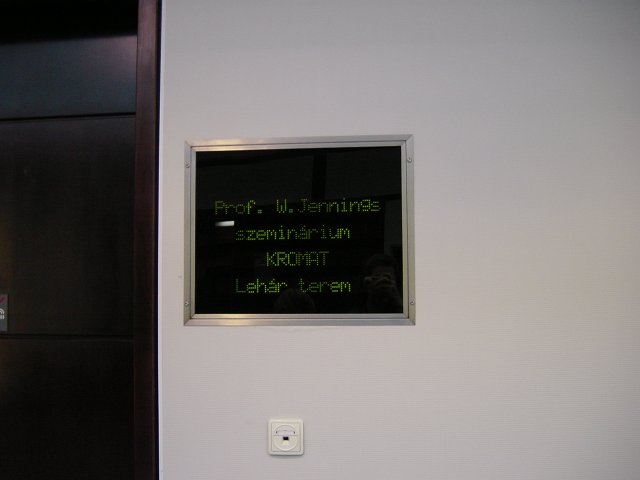 Prof. W.Jennings
szeminárium
KROMAT
Lehár terem